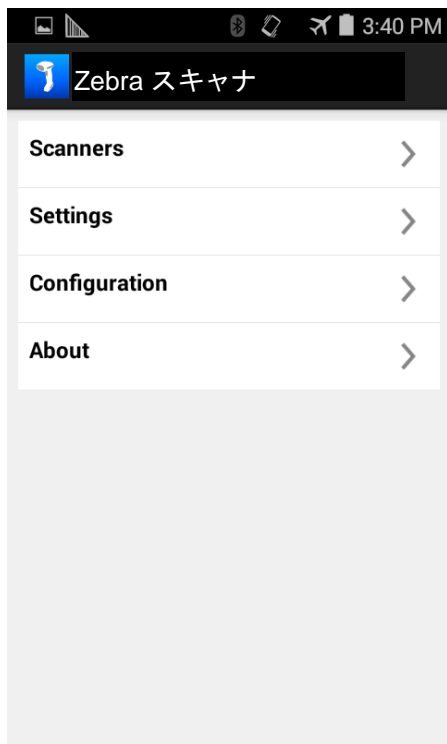 3:40 PM
Zebra スキャナ
Scanners
Settings
Configuration
About